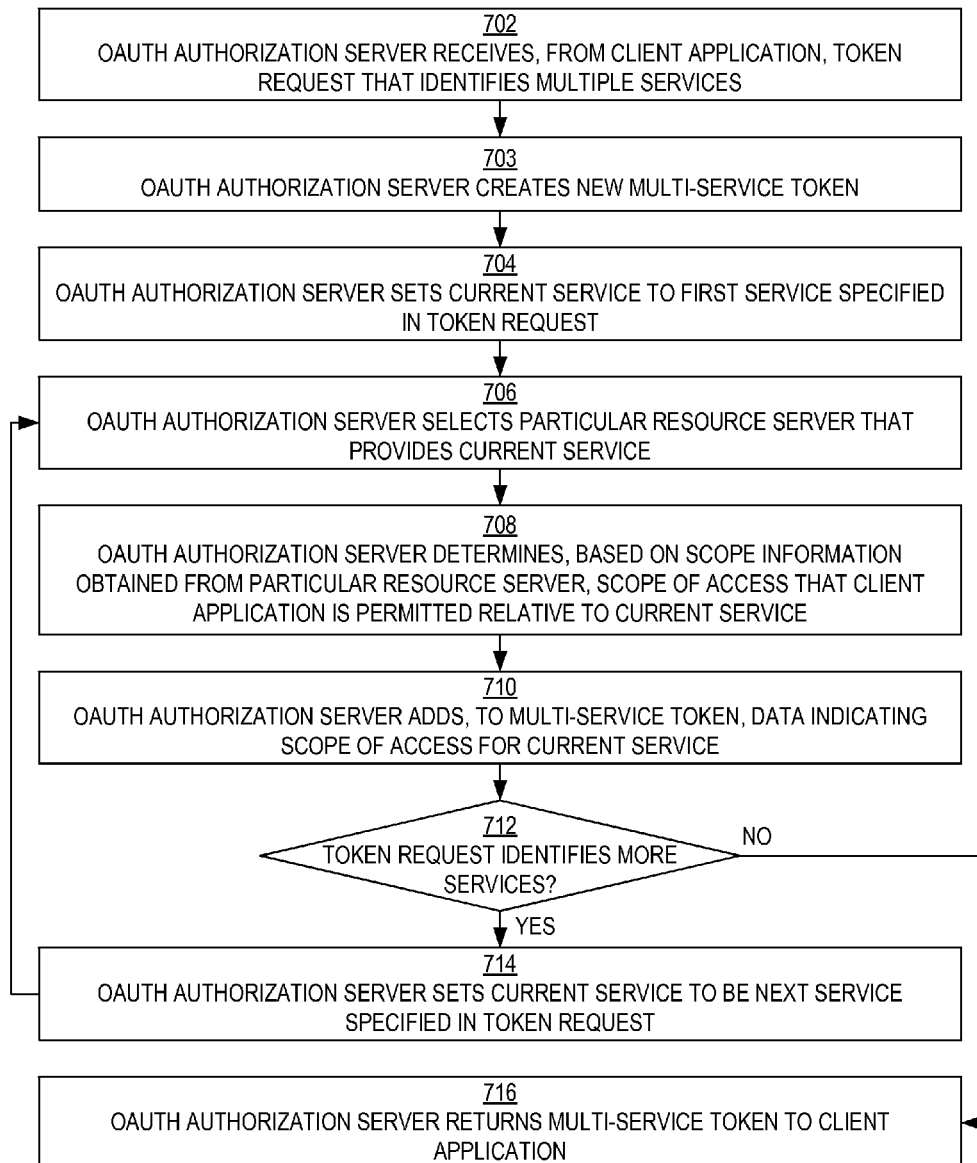 702
OAUTH AUTHORIZATION SERVER RECEIVES, FROM CLIENT APPLICATION, TOKEN
REQUEST THAT IDENTIFIES MULTIPLE SERVICES
703
OAUTH AUTHORIZATION SERVER CREATES NEW MULTI-SERVICE TOKEN
704
OAUTH AUTHORIZATION SERVER SETS CURRENT SERVICE TO FIRST SERVICE SPECIFIED
IN TOKEN REQUEST
706
OAUTH AUTHORIZATION SERVER SELECTS PARTICULAR RESOURCE SERVER THAT
PROVIDES CURRENT SERVICE
708
OAUTH AUTHORIZATION SERVER DETERMINES, BASED ON SCOPE INFORMATION
OBTAINED FROM PARTICULAR RESOURCE SERVER, SCOPE OF ACCESS THAT CLIENT
APPLICATION IS PERMITTED RELATIVE TO CURRENT SERVICE
710
OAUTH AUTHORIZATION SERVER ADDS, TO MULTI-SERVICE TOKEN, DATA INDICATING
SCOPE OF ACCESS FOR CURRENT SERVICE
712
TOKEN REQUEST IDENTIFIES MORE
SERVICES?
NO
YES
714
OAUTH AUTHORIZATION SERVER SETS CURRENT SERVICE TO BE NEXT SERVICE
SPECIFIED IN TOKEN REQUEST
716
OAUTH AUTHORIZATION SERVER RETURNS MULTI-SERVICE TOKEN TO CLIENT
APPLICATION